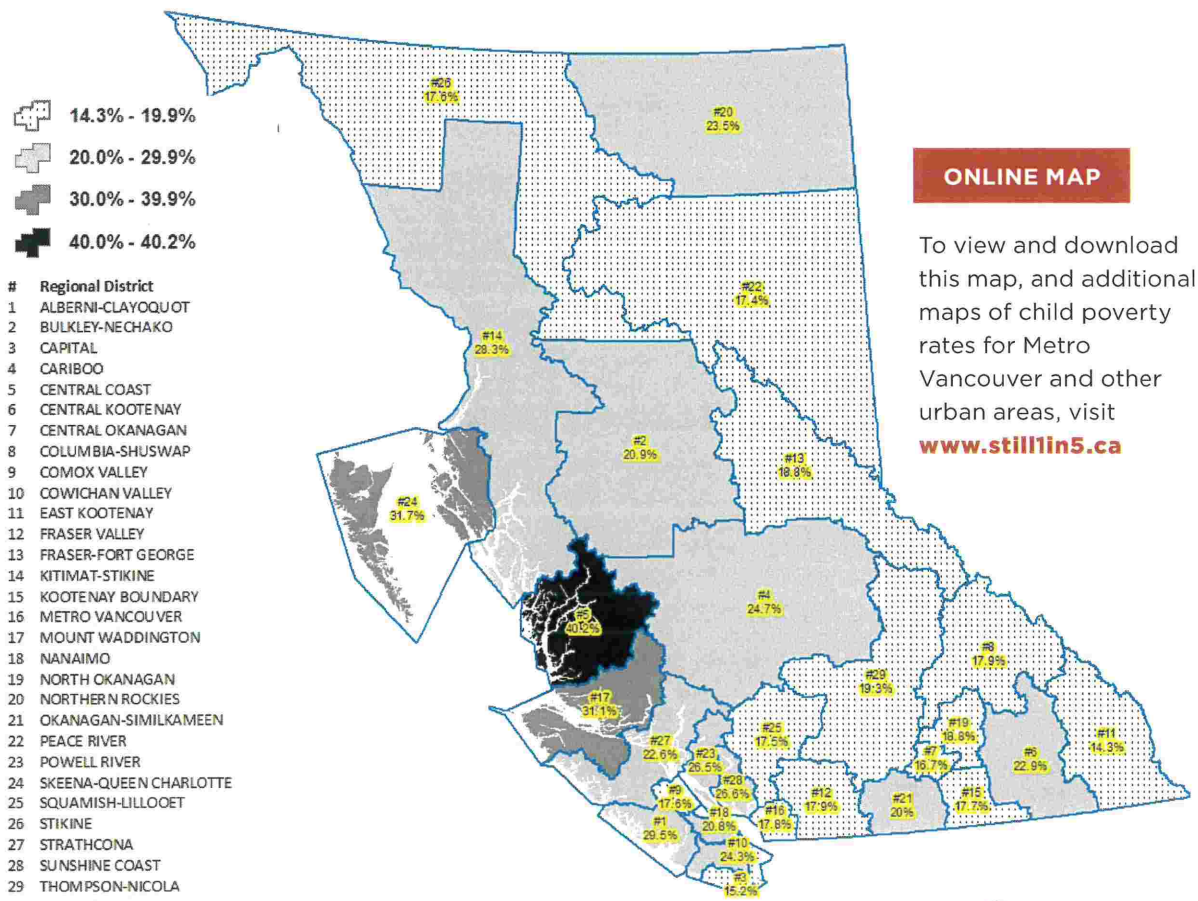 14.3% - 19.9%
20.0% - 29.9%
30.0% - 39.9%
40.0% - 40.2%
# Regional District
1 ALBERNI-CLAYOQUOT
2 BULKLEY-NECHAKO
3 CAPITAL
4 CARIBOO
5 CENTRAL COAST
6 CENTRAL KOOTENAY
7 CENTRAL OKANAGAN
8 COLUMBIA-SHUSWAP
9 COMOX VALLEY
10 COWICHAN VALLEY
11 EAST KOOTENAY
12 FRASER VALLEY
13 FRASER-FORT GEORGE
14 KITIMAT-STIKINE
15 KOOTENAY BOUNDARY
16 METRO VANCOUVER
17 MOUNT WADDINGTON
18 NANAIMO
19 NORTH OKANAGAN
20 NORTHERN ROCKIES
21 OKANAGAN-SIMILKAMEEN
22 PEACE RIVER
23 POWELL RIVER
24 SKEENA-QUEEN CHARLOTTE
25 SQUAMISH-LILLOOET
26 STIKINE
27 STRATHCONA
28 SUNSHINE COAST
29 THOMPSON-NICOLA
#26
17.6%
#20
23.5%
#22
17.4%
#14
28.3%
#2
20.9%
#13
18.8%
#24
31.7%
#4
24.7%
#5
40.2%
#8
17.9%
#29
19.3%
#17
31.1%
#25
17.5%
#19
18.8%
#11
14.3%
#27
22.6%
#23
26.5%
#7
16.7%
#6
22.9%
#28
26.6%
#9
17.6%
#12
17.9%
#21
20%
#15
17.7%
#16
17.8%
#18
20.8%
#1
29.5%
#10
24.3%
#3
15.2%
ONLINE MAP
To view and download
this map, and additional
maps of child poverty
rates for Metro
Vancouver and other
urban areas, visit
www.still1in5.ca